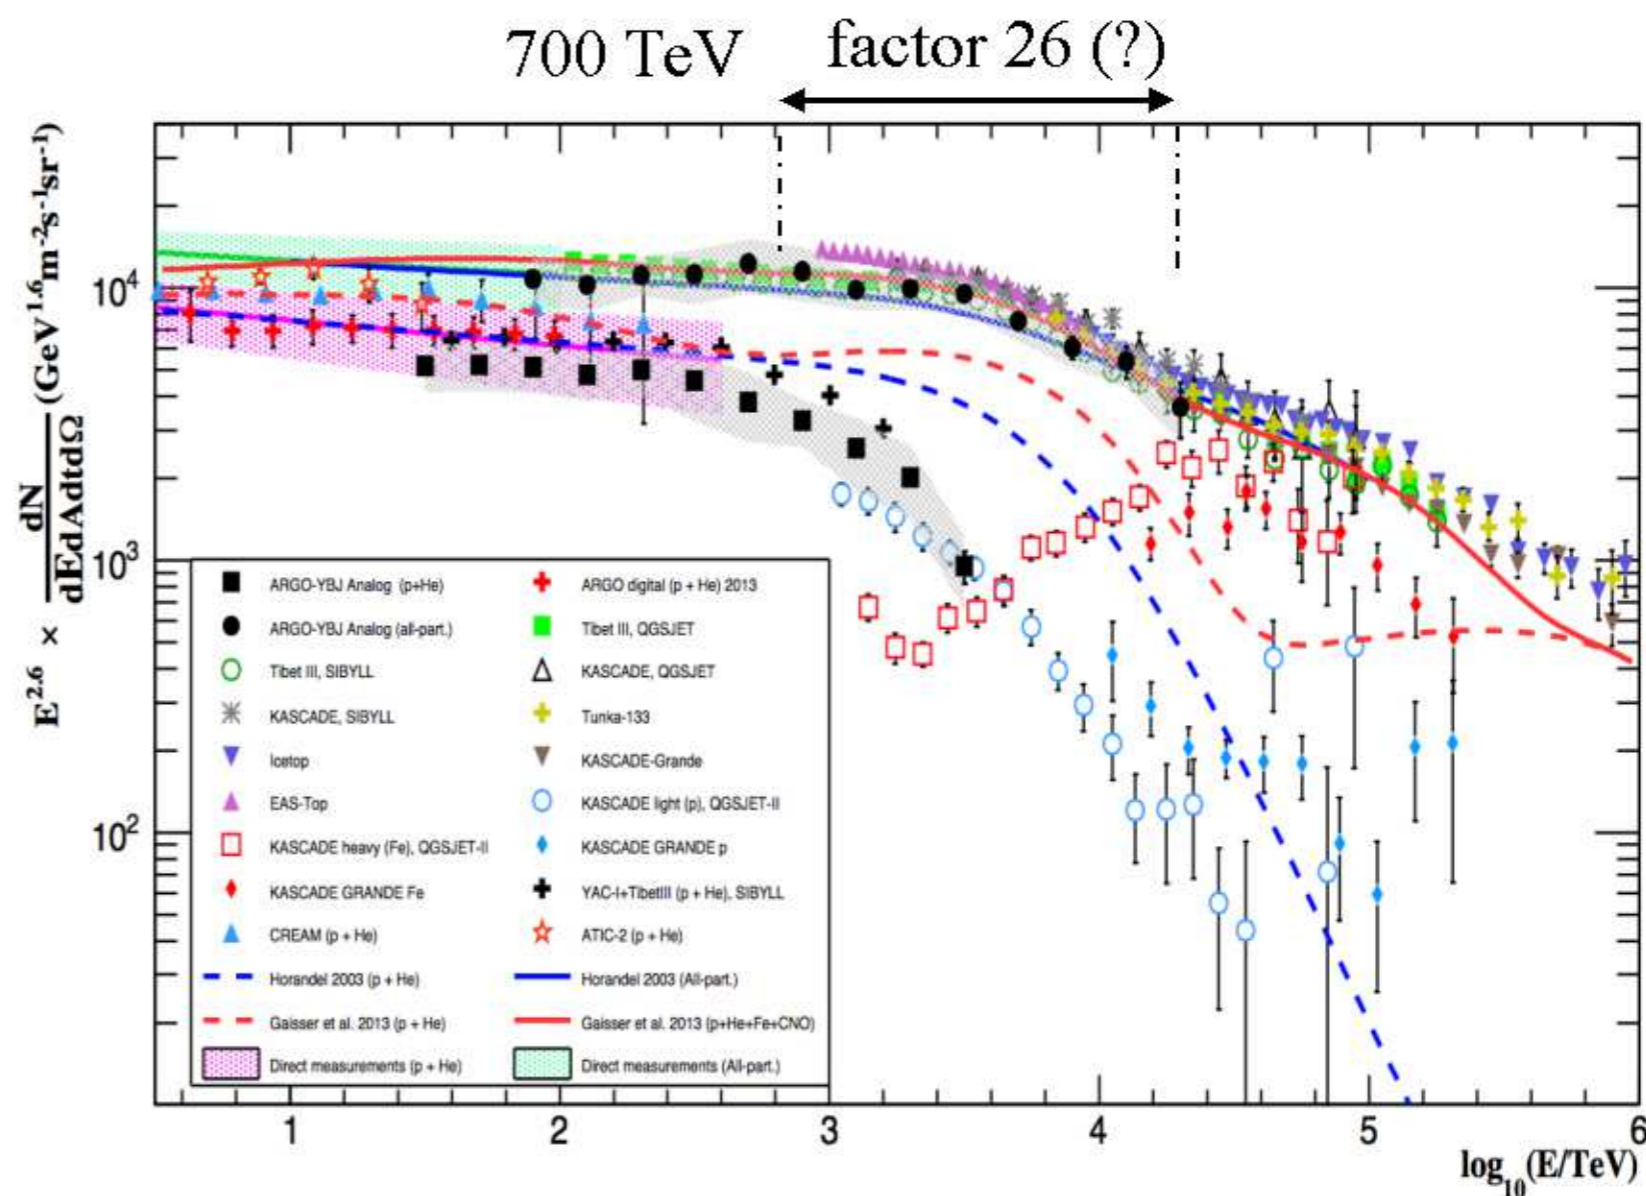 700 TeV factor 26 (?)
E^2.6 × dN/dEdAdtdΩ (GeV^1.6 m^-2 s^-1 sr^-1)
10^4
10^3
10^2
ARGO-YBJ Analog (p+He) ARGO digital (p + He) 2013
ARGO-YBJ Analog (all-part.) Tibet III, QGSJET
Tibet III, SIBYLL KASCADE, QGSJET
KASCADE, SIBYLL Tunka-133
Icetop KASCADE-Grande
EAS-Top KASCADE light (p), QGSJET-II
KASCADE heavy (Fe), QGSJET-II KASCADE GRANDE p
KASCADE GRANDE Fe YAC-I+TibetIII (p + He), SIBYLL
CREAM (p + He) ATIC-2 (p + He)
Horandel 2003 (p + He) Horandel 2003 (All-part.)
Gaisser et al. 2013 (p + He) Gaisser et al. 2013 (p+He+Fe+CNO)
Direct measurements (p + He) Direct measurements (All-part.)
1 2 3 4 5 6
log10(E/TeV)